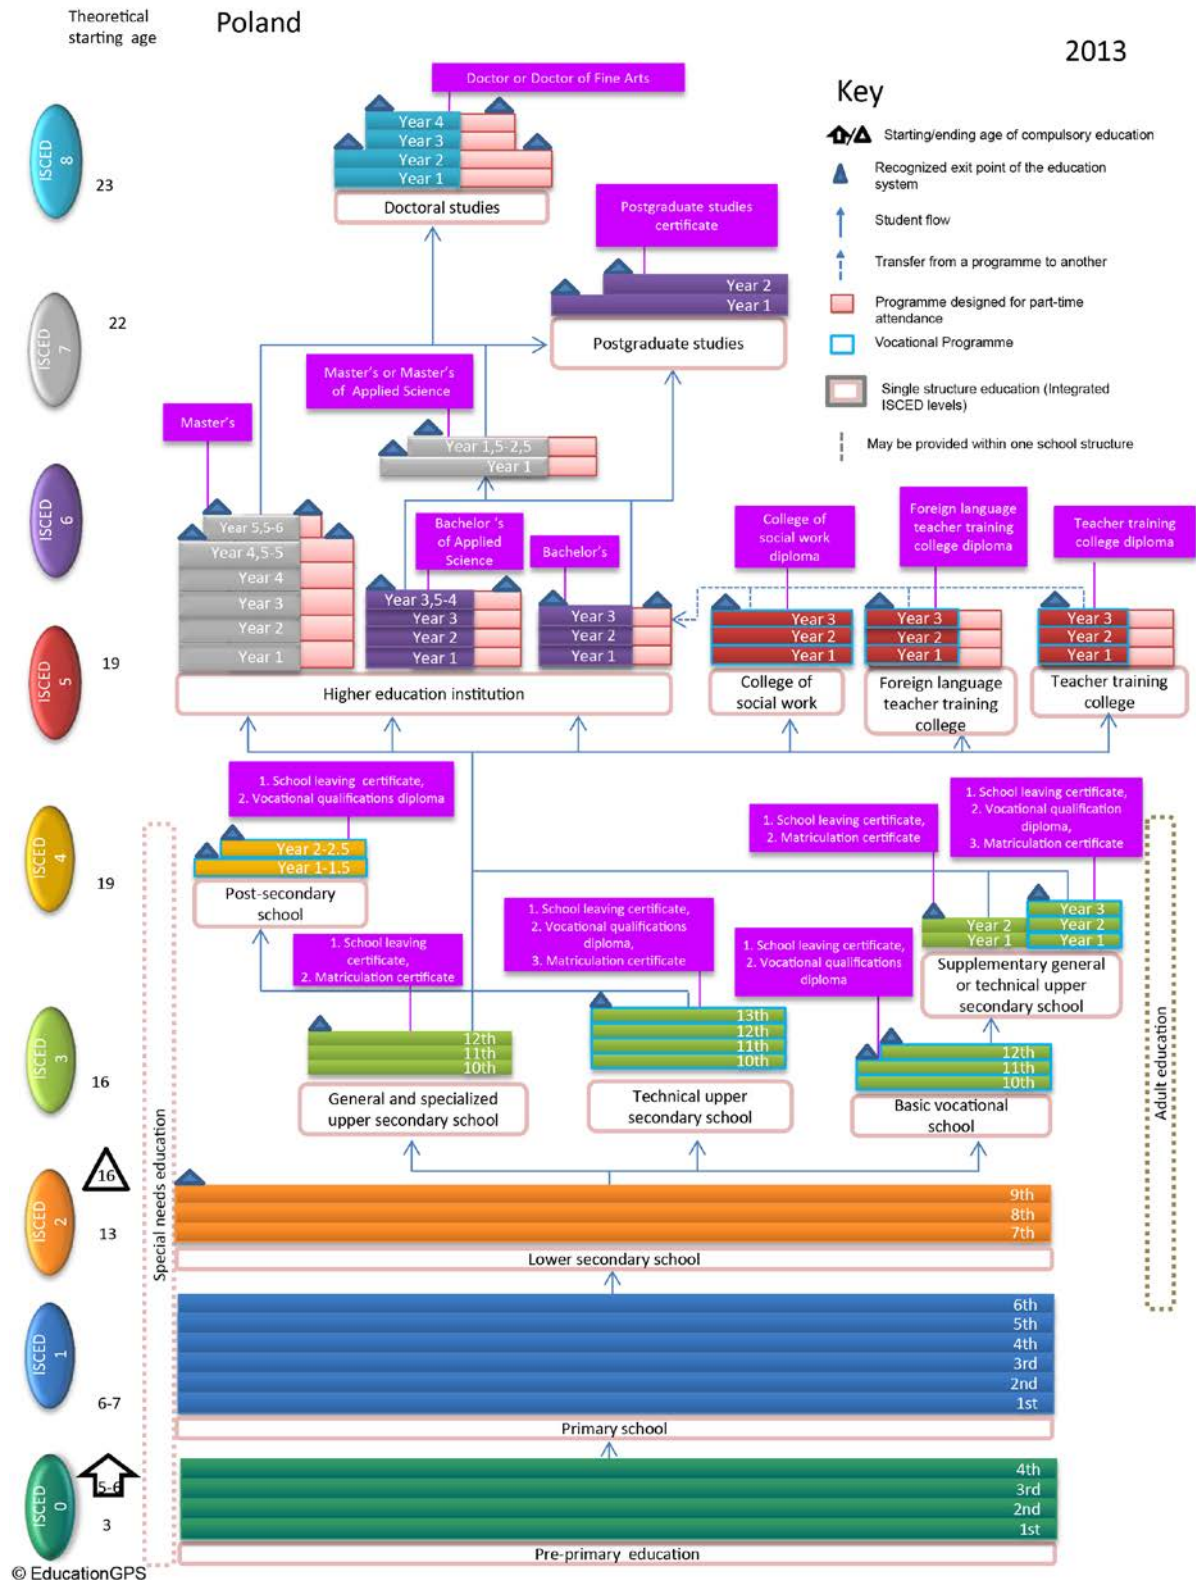 Theoretical
starting age
Poland
2013
Key
Starting/ending age of compulsory education
Recognized exit point of the education
system
Student flow
Transfer from a programme to another
Programme designed for part-time
attendance
Vocational Programme
Single structure education (Integrated
ISCED levels)
May be provided within one school structure
ISCED
8
23
Doctor or Doctor of Fine Arts
Year 4
Year 3
Year 2
Year 1
Doctoral studies
Postgraduate studies
certificate
Year 2
Year 1
Postgraduate studies
ISCED
7
22
Master's or Master's
of Applied Science
Year 1,5-2,5
Year 1
Master's
Year 5,5-6
Year 4,5-5
Year 4
Year 3
Year 2
Year 1
ISCED
6
Bachelor 's
of Applied
Science
Year 3,5-4
Year 3
Year 2
Year 1
Bachelor's
Year 3
Year 2
Year 1
Higher education institution
College of
social work
diploma
Year 3
Year 2
Year 1
College of
social work
Foreign language
teacher training
college diploma
Year 3
Year 2
Year 1
Foreign language
teacher training
college
Teacher training
college diploma
Year 3
Year 2
Year 1
Teacher training
college
ISCED
5
19
ISCED
4
19
1. School leaving certificate,
2. Vocational qualifications diploma
Year 2-2.5
Year 1-1.5
Post-secondary
school
1. School leaving certificate,
2. Matriculation certificate
Year 2
Year 1
1. School leaving certificate,
2. Vocational qualification
diploma,
3. Matriculation certificate
Year 3
Year 2
Year 1
Supplementary general
or technical upper
secondary school
ISCED
3
16
1. School leaving
certificate,
2. Matriculation certificate
12th
11th
10th
General and specialized
upper secondary school
1. School leaving certificate,
2. Vocational qualifications
diploma,
3. Matriculation certificate
13th
12th
11th
10th
Technical upper
secondary school
1. School leaving certificate,
2. Vocational qualifications
diploma
12th
11th
10th
Basic vocational
school
Special needs education
Adult education
16
ISCED
2
13
9th
8th
7th
Lower secondary school
ISCED
1
6-7
6th
5th
4th
3rd
2nd
1st
Primary school
5-6
ISCED
0
3
4th
3rd
2nd
1st
Pre-primary education
© EducationGPS